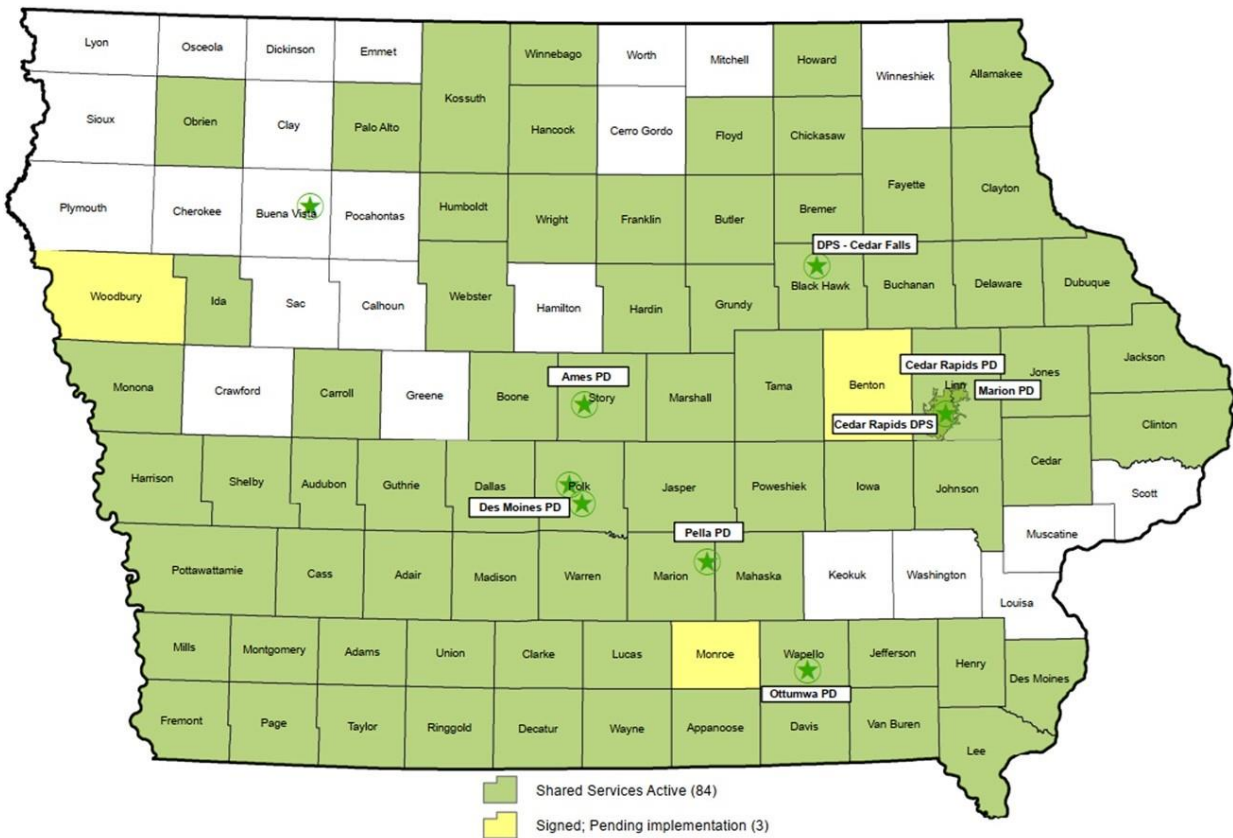 Lyon
Osceola
Dickinson
Emmet
Kossuth
Winnebago
Worth
Mitchell
Howard
Winneshiek
Allamakee
Sioux
Obrien
Clay
Palo Alto
Hancock
Cerro Gordo
Floyd
Chickasaw
Fayette
Clayton
Plymouth
Cherokee
Buena Vista
Pocahontas
Humboldt
Wright
Franklin
Butler
Bremer
DPS - Cedar Falls
Woodbury
Ida
Sac
Calhoun
Webster
Hamilton
Hardin
Grundy
Black Hawk
Buchanan
Delaware
Dubuque
Monona
Crawford
Carroll
Greene
Boone
Ames PD
Story
Marshall
Tama
Benton
Cedar Rapids PD
Linn
Marion PD
Cedar Rapids DPS
Jones
Jackson
Clinton
Harrison
Shelby
Audubon
Guthrie
Dallas
Polk
Des Moines PD
Jasper
Poweshiek
Iowa
Johnson
Cedar
Scott
Muscatine
Pottawattamie
Cass
Adair
Madison
Warren
Pella PD
Marion
Mahaska
Keokuk
Washington
Louisa
Mills
Montgomery
Adams
Union
Clarke
Lucas
Monroe
Wapello
Ottumwa PD
Jefferson
Henry
Des Moines
Fremont
Page
Taylor
Ringgold
Decatur
Wayne
Appanoose
Davis
Van Buren
Lee
Shared Services Active (84)
Signed; Pending implementation (3)